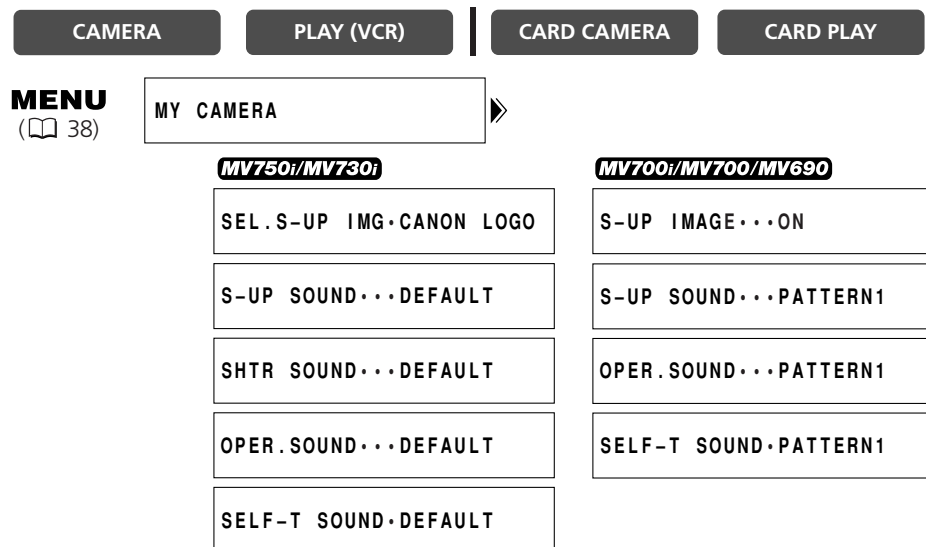 CAMERA PLAY (VCR) CARD CAMERA CARD PLAY
MENU
( 38)
MY CAMERA
MV750i/MV730i
SEL.S-UP IMG•CANON LOGO
S-UP SOUND•••DEFAULT
SHTR SOUND•••DEFAULT
OPER.SOUND•••DEFAULT
SELF-T SOUND•DEFAULT
MV700i/MV700/MV690
S-UP IMAGE•••ON
S-UP SOUND•••PATTERN1
OPER.SOUND•••PATTERN1
SELF-T SOUND•PATTERN1